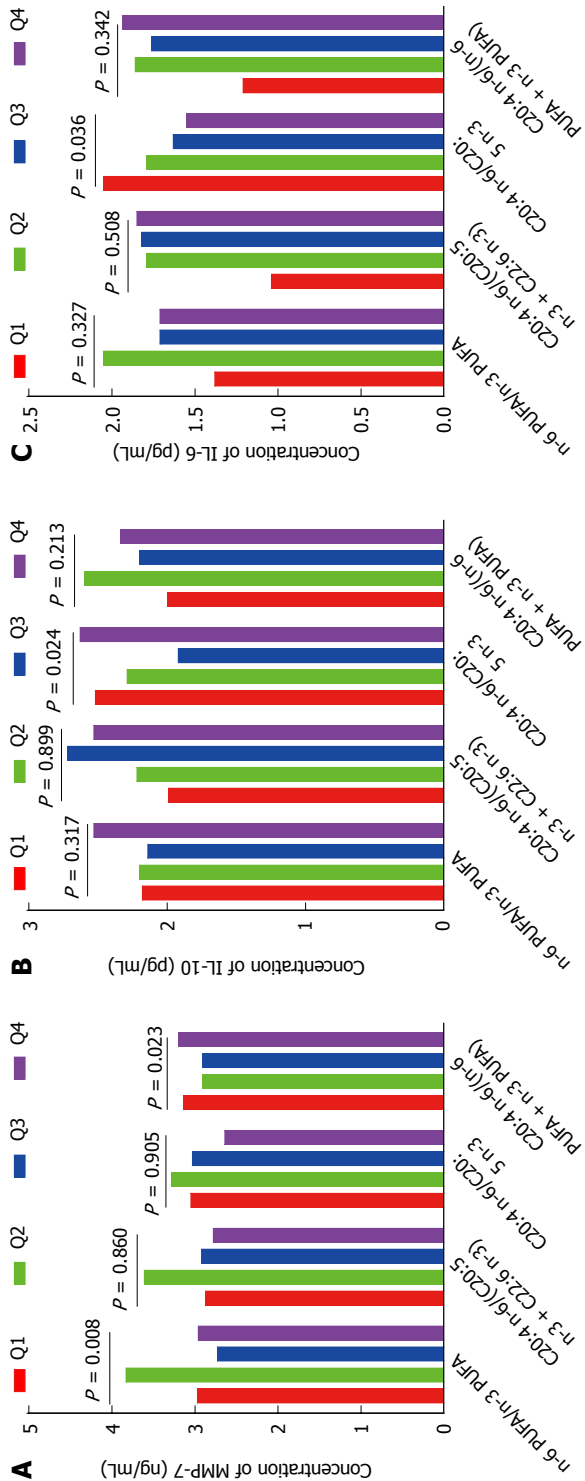 A
Q1 Q2 Q3 Q4
Concentration of MMP-7 (ng/mL)
5
4
3
2
1
0
P = 0.008
P = 0.860
P = 0.905
P = 0.023
n-6 PUFA/n-3 PUFA
C20:4 n-6/(C20:5
n-3 + C22:6 n-3)
C20:4 n-6/C20:
5 n-3
C20:4 n-6/(n-6
PUFA + n-3 PUFA)
B
Q1 Q2 Q3 Q4
Concentration of IL-10 (pg/mL)
3
2
1
0
P = 0.317
P = 0.899
P = 0.024
P = 0.213
n-6 PUFA/n-3 PUFA
C20:4 n-6/(C20:5
n-3 + C22:6 n-3)
C20:4 n-6/C20:
5 n-3
C20:4 n-6/(n-6
PUFA + n-3 PUFA)
C
Q1 Q2 Q3 Q4
Concentration of IL-6 (pg/mL)
2.5
2.0
1.5
1.0
0.5
0.0
P = 0.327
P = 0.508
P = 0.036
P = 0.342
n-6 PUFA/n-3 PUFA
C20:4 n-6/(C20:5
n-3 + C22:6 n-3)
C20:4 n-6/C20:
5 n-3
C20:4 n-6/(n-6
PUFA + n-3 PUFA)